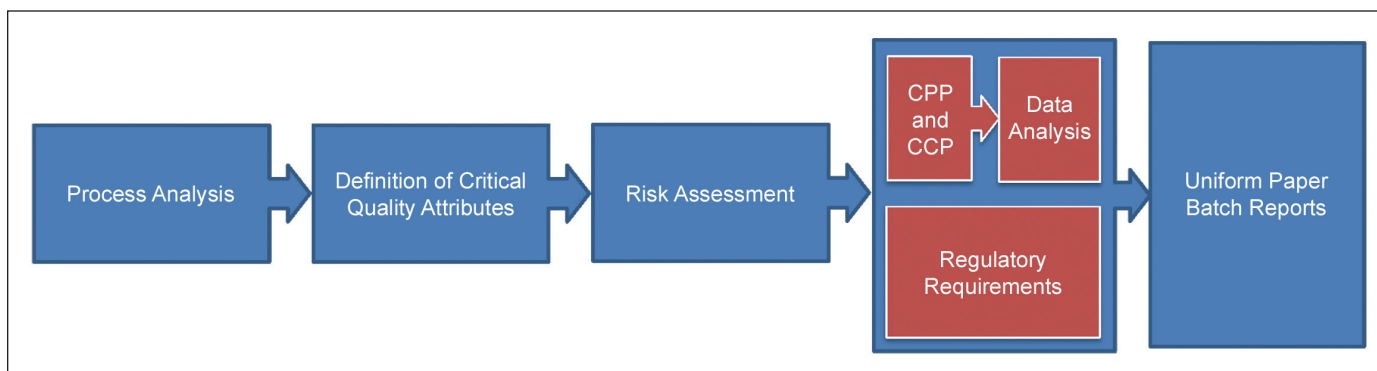 Process Analysis
Definition of Critical
Quality Attributes
Risk Assessment
CPP
and
CCP
Data
Analysis
Regulatory
Requirements
Uniform Paper
Batch Reports